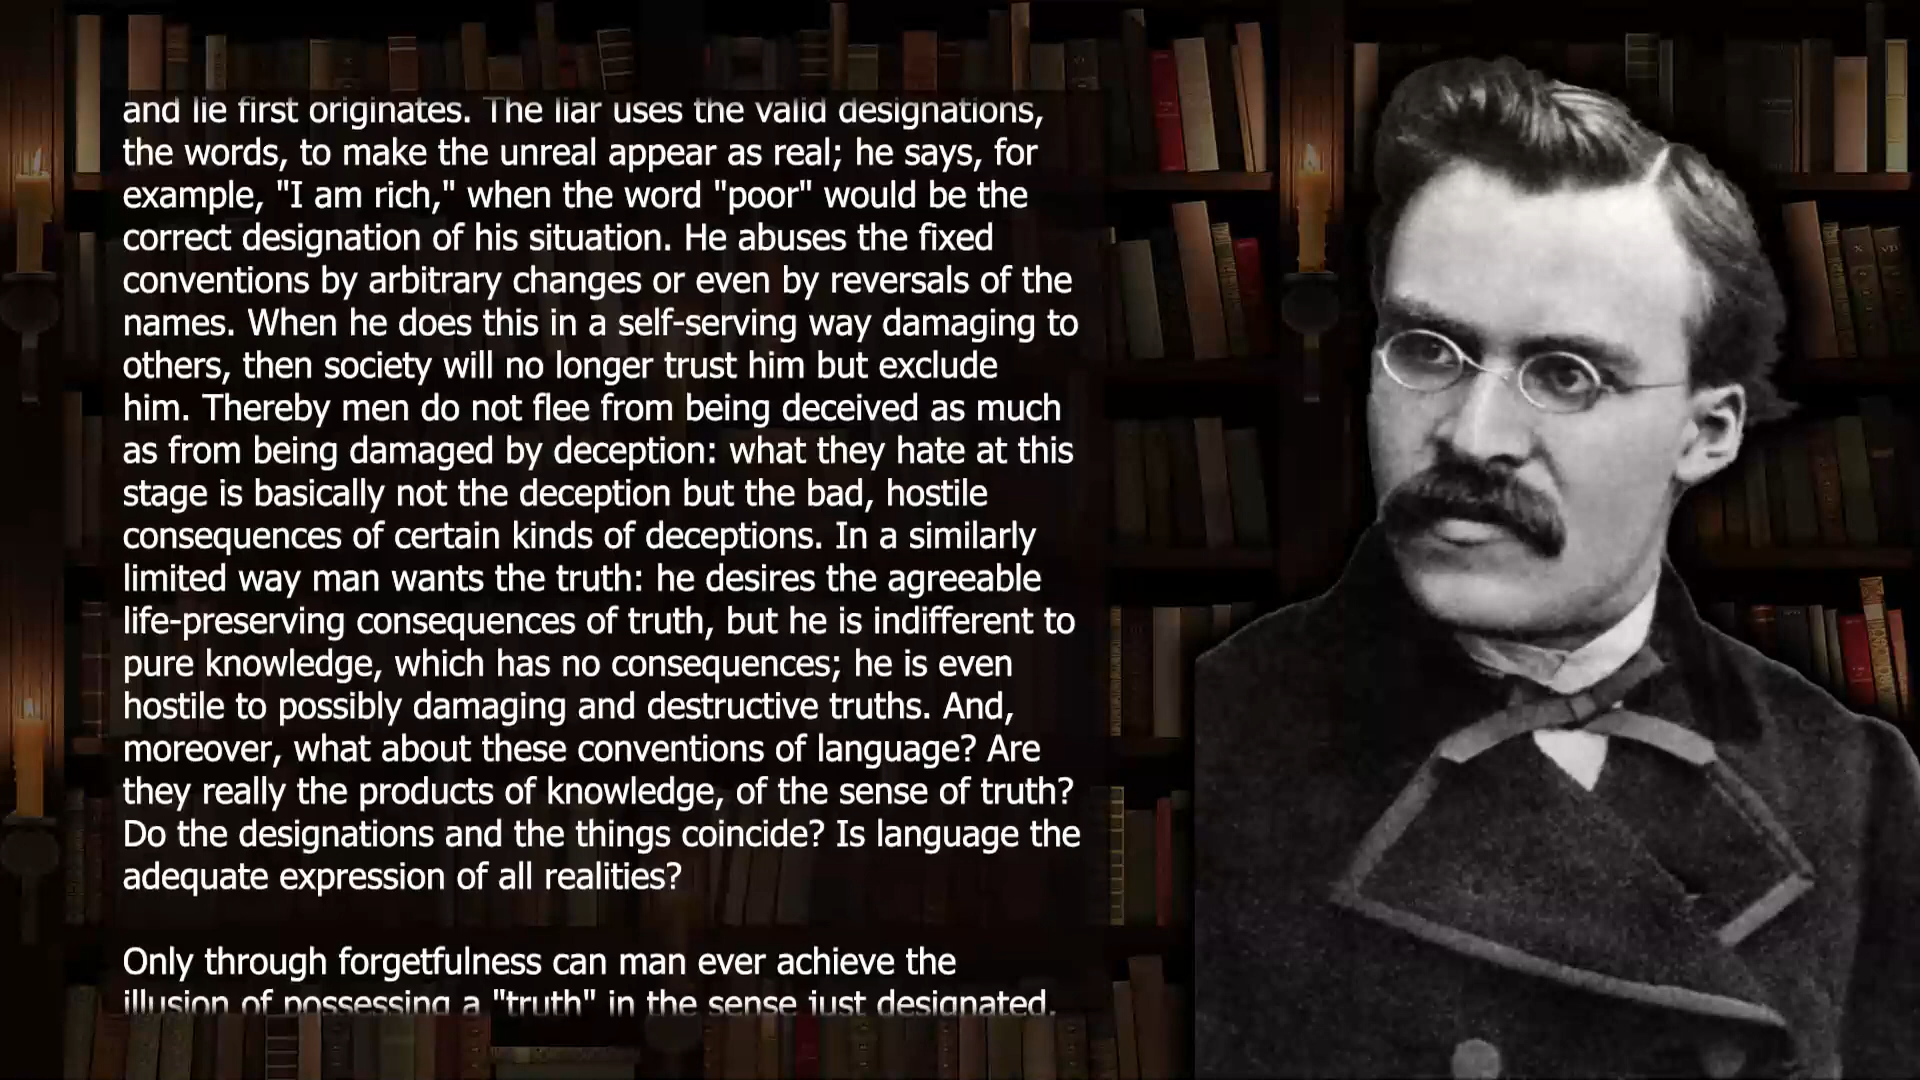 and lie first originates. The liar uses the valid designations,
the words, to make the unreal appear as real; he says, for
example, "I am rich," when the word "poor" would be the
correct designation of his situation. He abuses the fixed
conventions by arbitrary changes or even by reversals of the
names. When he does this in a self-serving way damaging to
others, then society will no longer trust him but exclude
him. Thereby men do not flee from being deceived as much
as from being damaged by deception: what they hate at this
stage is basically not the deception but the bad, hostile
consequences of certain kinds of deceptions. In a similarly
limited way man wants the truth: he desires the agreeable
life-preserving consequences of truth, but he is indifferent to
pure knowledge, which has no consequences; he is even
hostile to possibly damaging and destructive truths. And,
moreover, what about these conventions of language? Are
they really the products of knowledge, of the sense of truth?
Do the designations and the things coincide? Is language the
adequate expression of all realities?
Only through forgetfulness can man ever achieve the
illusion of possessing a "truth" in the sense just designated.